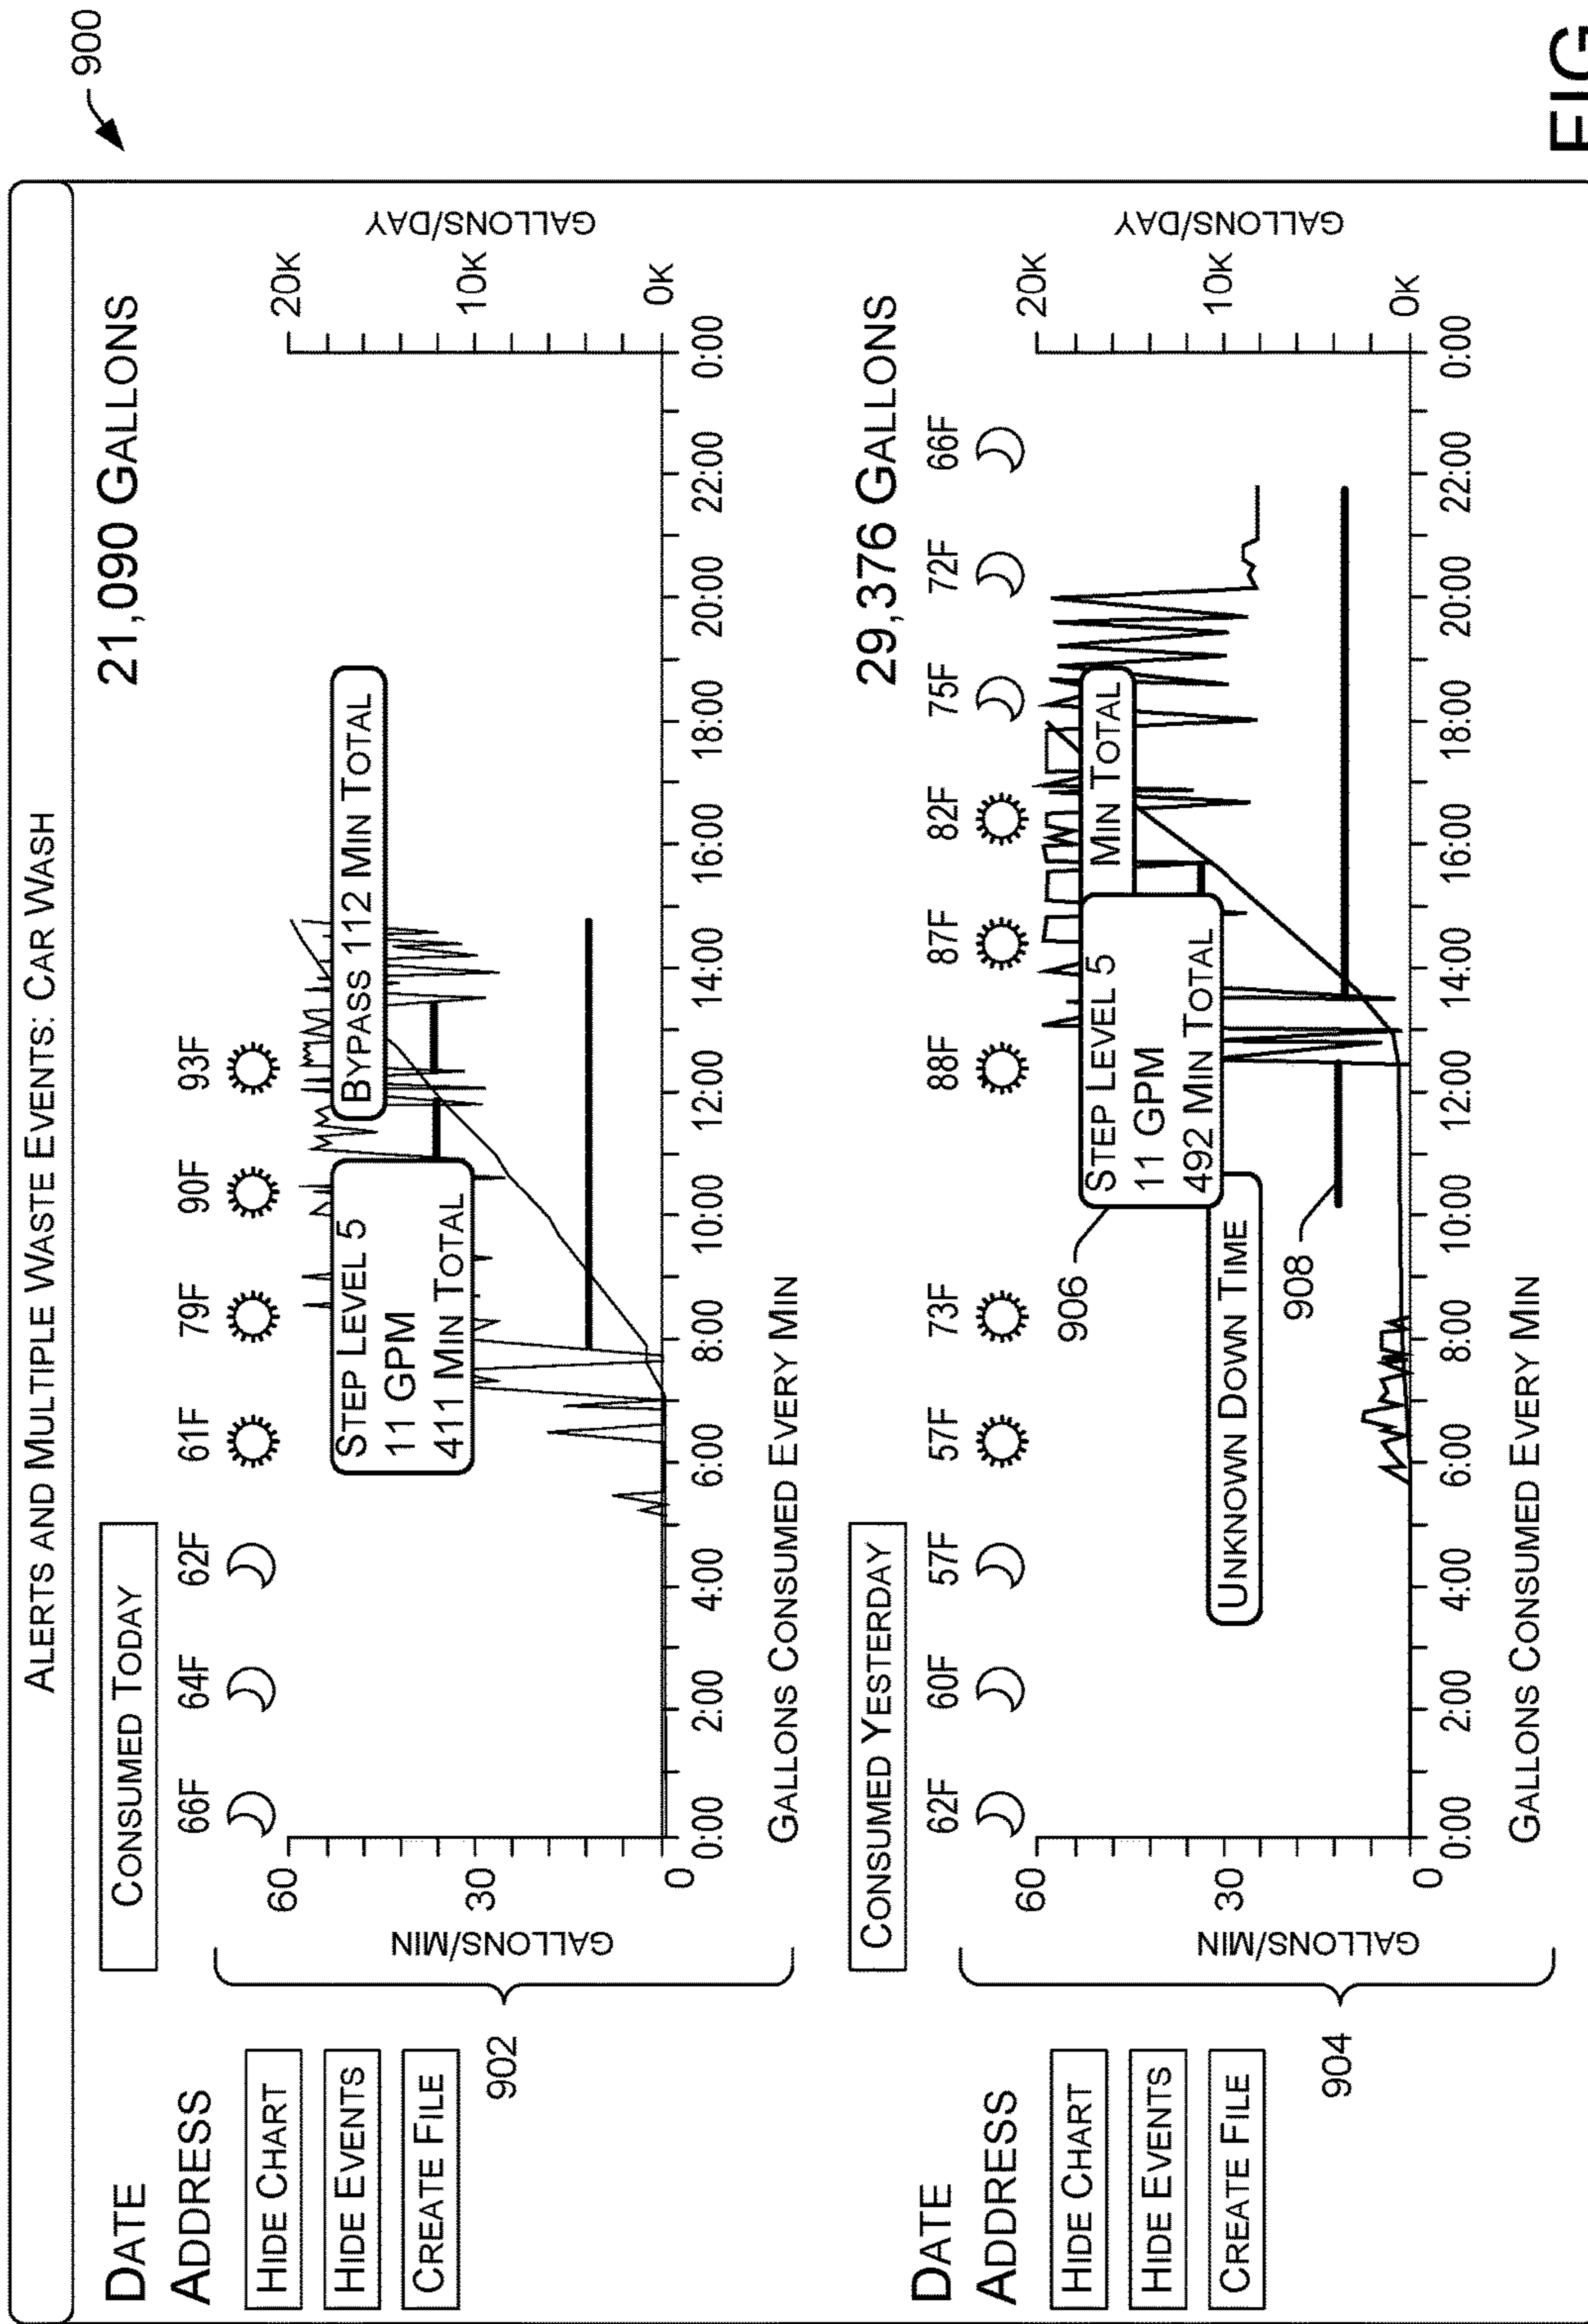 ALERTS AND MULTIPLE WASTE EVENTS: CAR WASH
900
DATE
ADDRESS
HIDE CHART
HIDE EVENTS
CREATE FILE
902
CONSUMED TODAY
21,090 GALLONS
66F 64F 62F 61F 79F 90F 93F
GALLONS/MIN
60
30
0
STEP LEVEL 5
11 GPM
411 MIN TOTAL
BYPASS 112 MIN TOTAL
20K
10K
0K
GALLONS/DAY
0:00 2:00 4:00 6:00 8:00 10:00 12:00 14:00 16:00 18:00 20:00 22:00 0:00
GALLONS CONSUMED EVERY MIN
DATE
ADDRESS
HIDE CHART
HIDE EVENTS
CREATE FILE
904
CONSUMED YESTERDAY
29,376 GALLONS
62F 60F 57F 57F 73F 88F 87F 82F 75F 72F 66F
GALLONS/MIN
60
30
0
906
STEP LEVEL 5
11 GPM
492 MIN TOTAL
MIN TOTAL
UNKNOWN DOWN TIME
908
20K
10K
0K
GALLONS/DAY
0:00 2:00 4:00 6:00 8:00 10:00 12:00 14:00 16:00 18:00 20:00 22:00 0:00
GALLONS CONSUMED EVERY MIN
FIG